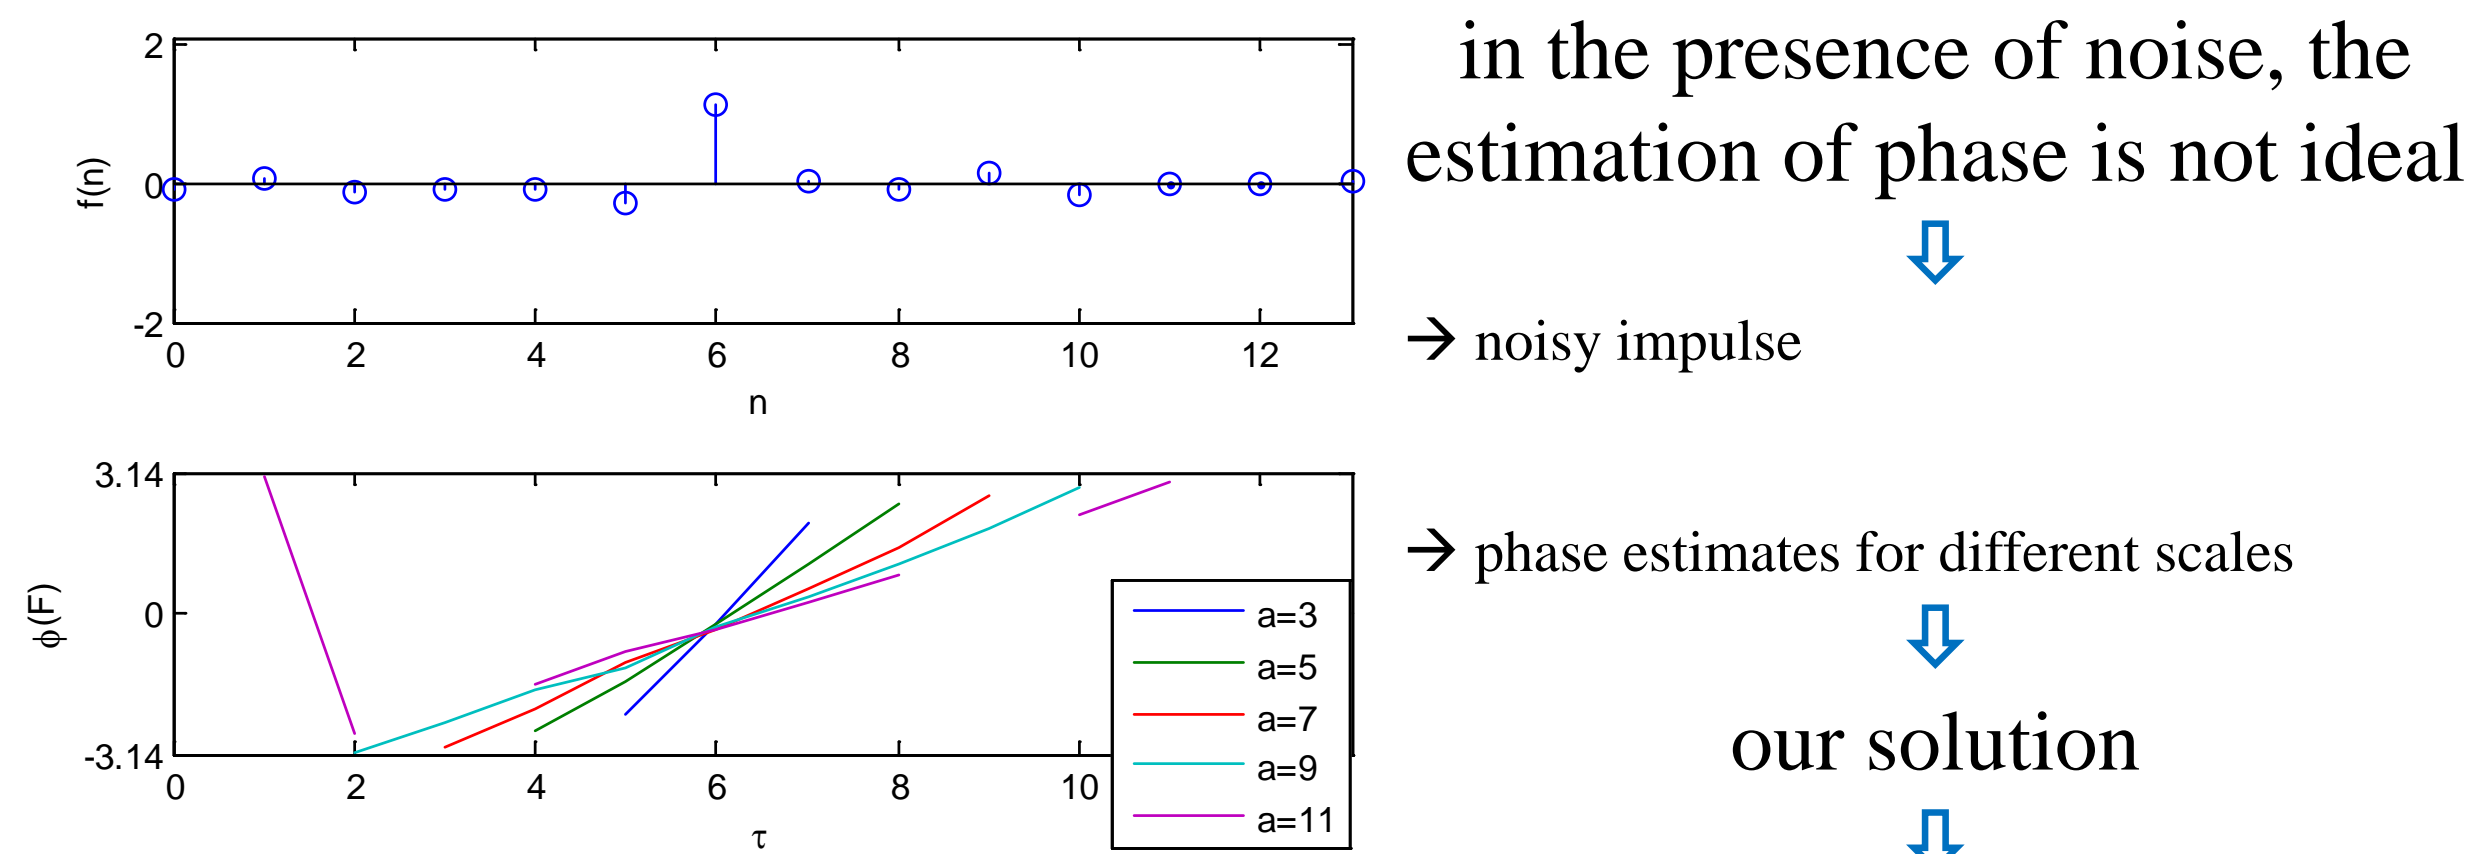 in the presence of noise, the
estimation of phase is not ideal
2
0
-2
f(n)
0 2 4 6 8 10 12
n
→ noisy impulse
3.14
0
-3.14
ϕ(F)
0 2 4 6 8 10
τ
a=3
a=5
a=7
a=9
a=11
→ phase estimates for different scales
our solution